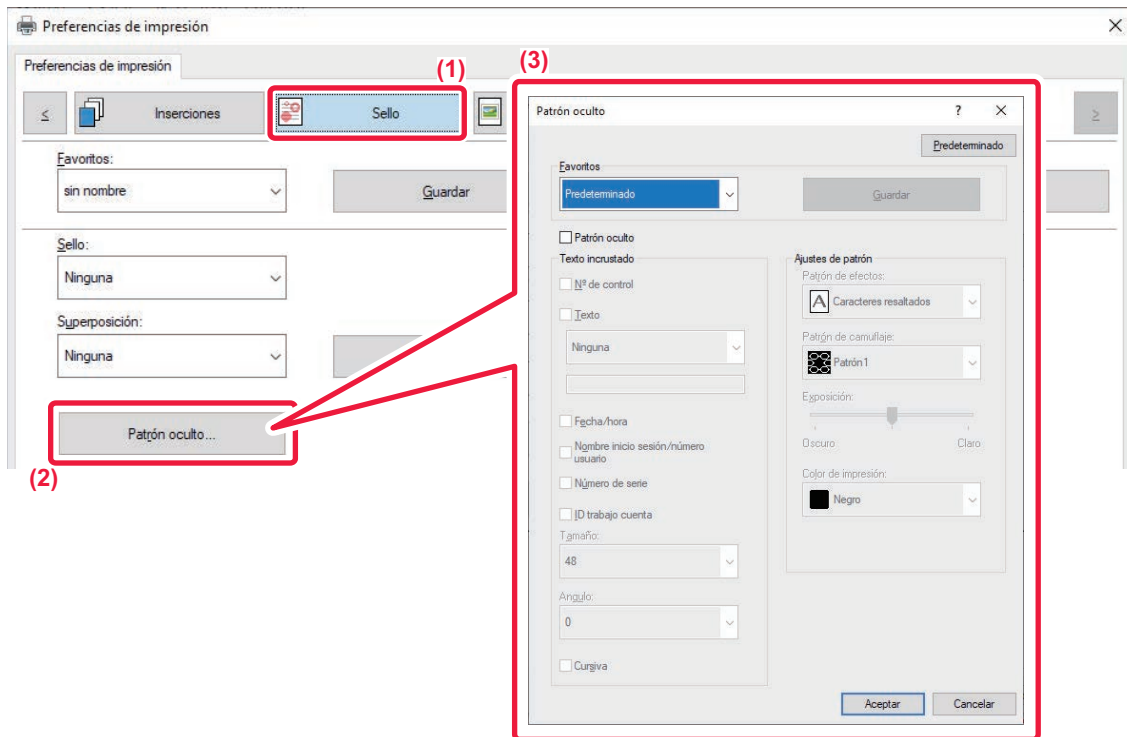 Preferencias de impresión
Preferencias de impresión
(1)
(3)
≤
Inserciones
Sello
≥
Favoritos:
sin nombre
Guardar
Sello:
Ninguna
Superposición:
Ninguna
Patrón oculto...
(2)
Patrón oculto
?
Predeterminado
Favoritos
Predeterminado
Guardar
Patrón oculto
Texto incrustado
Nº de control
Texto
Ninguna
Fecha/hora
Nombre inicio sesión/número
usuario
Número de serie
ID trabajo cuenta
Tamaño:
48
Angulo:
0
Cursiva
Ajustes de patrón
Patrón de efectos:
A Caracteres resaltados
Patrón de camuflaje:
Patrón1
Exposición:
Oscuro Claro
Color de impresión:
Negro
Aceptar
Cancelar